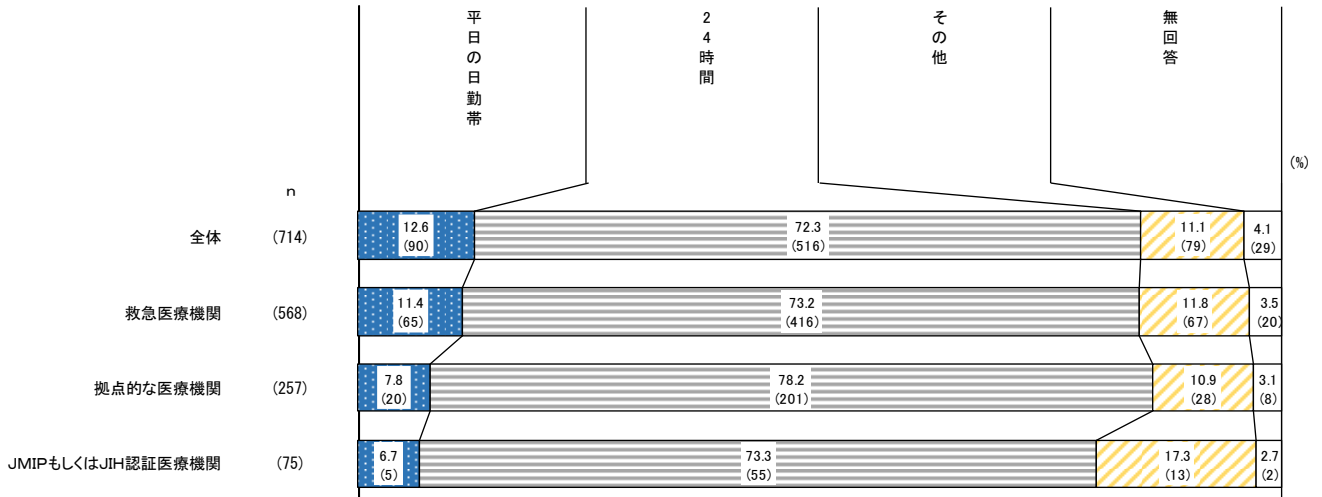 平日の日勤帯
24時間
その他
無回答
(%)
n
全体 (714) 12.6 (90) 72.3 (516) 11.1 (79) 4.1 (29)
救急医療機関 (568) 11.4 (65) 73.2 (416) 11.8 (67) 3.5 (20)
拠点的な医療機関 (257) 7.8 (20) 78.2 (201) 10.9 (28) 3.1 (8)
JMIPもしくはJIH認証医療機関 (75) 6.7 (5) 73.3 (55) 17.3 (13) 2.7 (2)